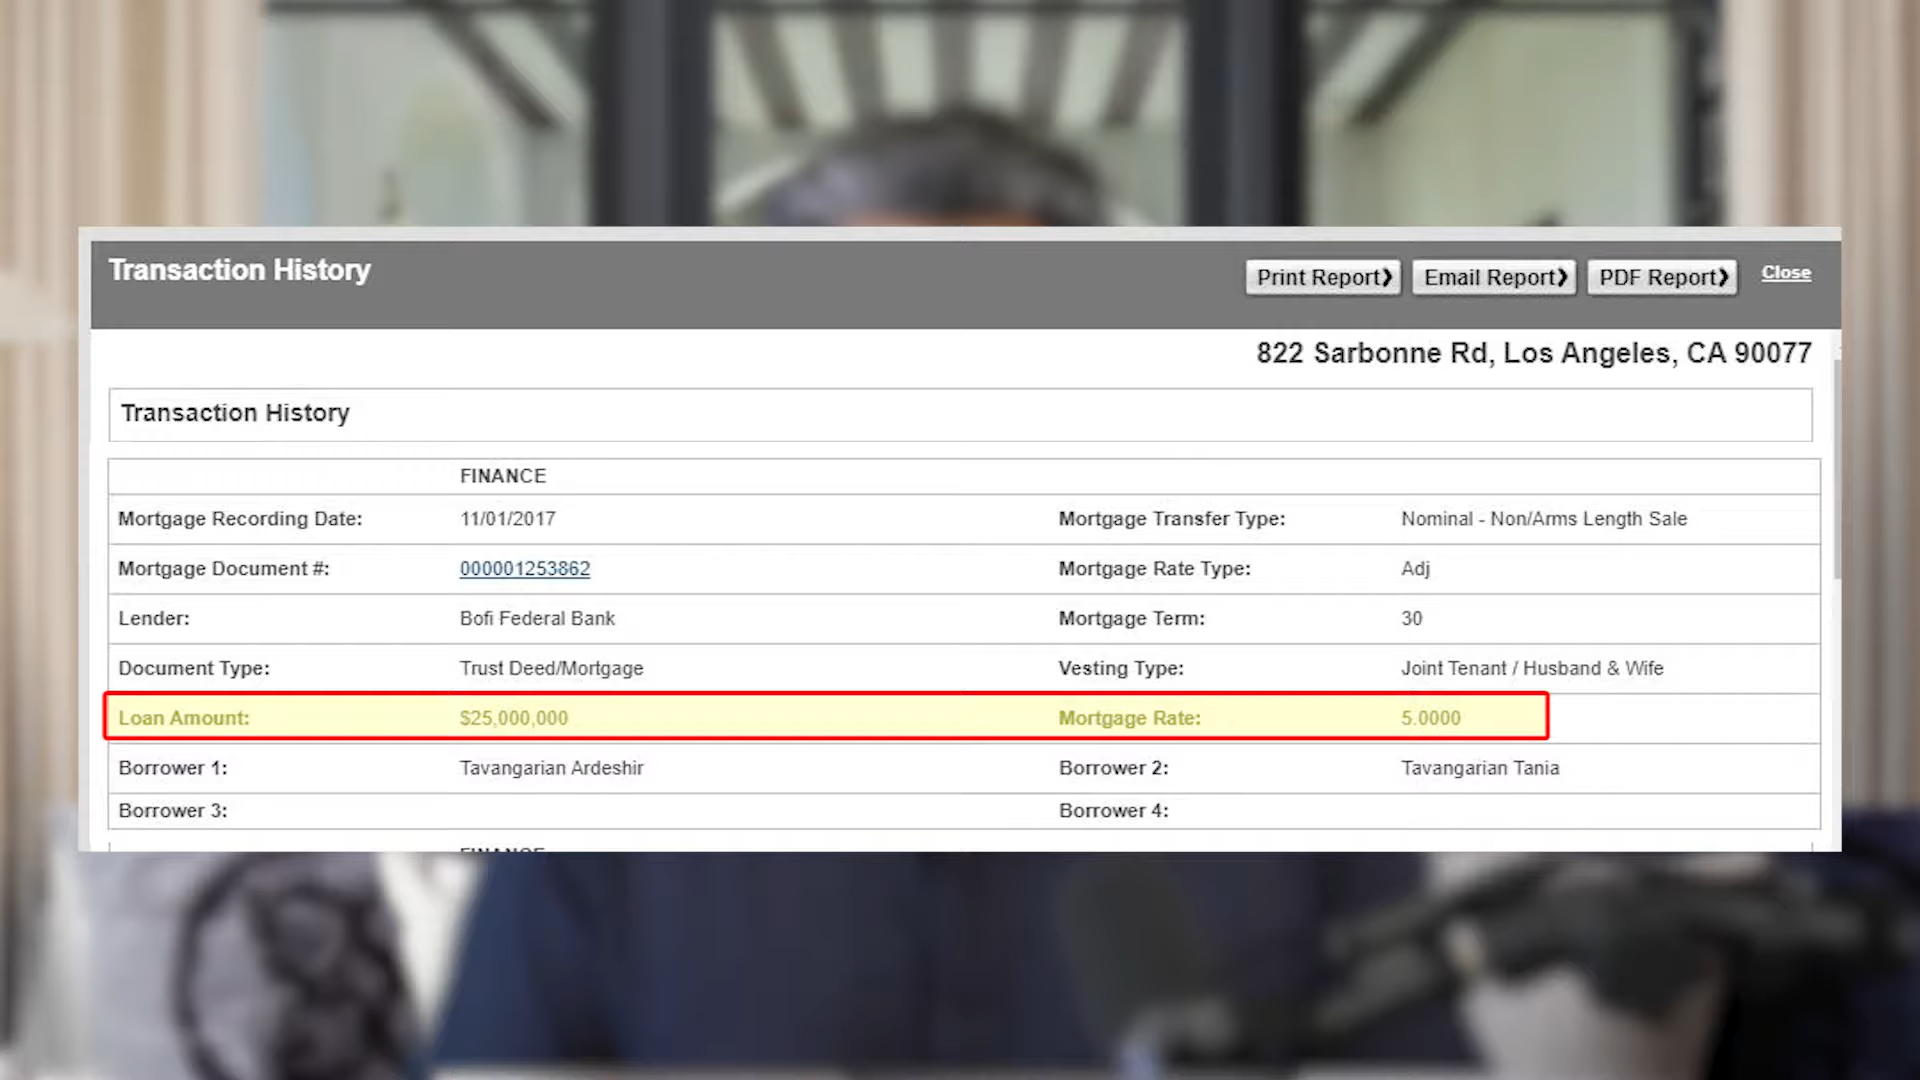 Transaction History
Print Report❯ Email Report❯ PDF Report❯ Close
822 Sarbonne Rd, Los Angeles, CA 90077
Transaction History
FINANCE
Mortgage Recording Date: 11/01/2017 Mortgage Transfer Type: Nominal - Non/Arms Length Sale
Mortgage Document #: 000001253862 Mortgage Rate Type: Adj
Lender: Bofi Federal Bank Mortgage Term: 30
Document Type: Trust Deed/Mortgage Vesting Type: Joint Tenant / Husband & Wife
Loan Amount: $25,000,000 Mortgage Rate: 5.0000
Borrower 1: Tavangarian Ardeshir Borrower 2: Tavangarian Tania
Borrower 3: Borrower 4:
FINANCE